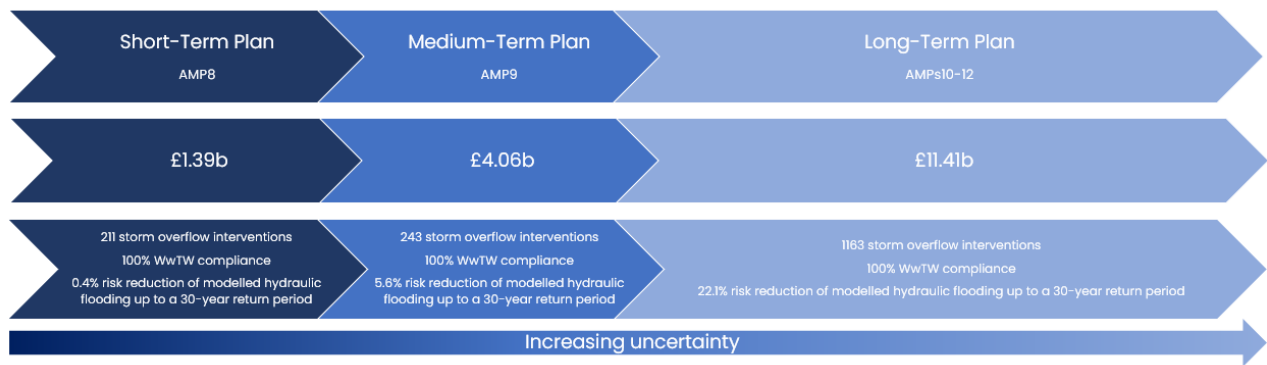 Short-Term Plan
AMP8
Medium-Term Plan
AMP9
Long-Term Plan
AMPs10-12
£1.39b
£4.06b
£11.41b
211 storm overflow interventions
100% WwTW compliance
0.4% risk reduction of modelled hydraulic
flooding up to a 30-year return period
243 storm overflow interventions
100% WwTW compliance
5.6% risk reduction of modelled hydraulic
flooding up to a 30-year return period
1163 storm overflow interventions
100% WwTW compliance
22.1% risk reduction of modelled hydraulic flooding up to a 30-year return period
Increasing uncertainty